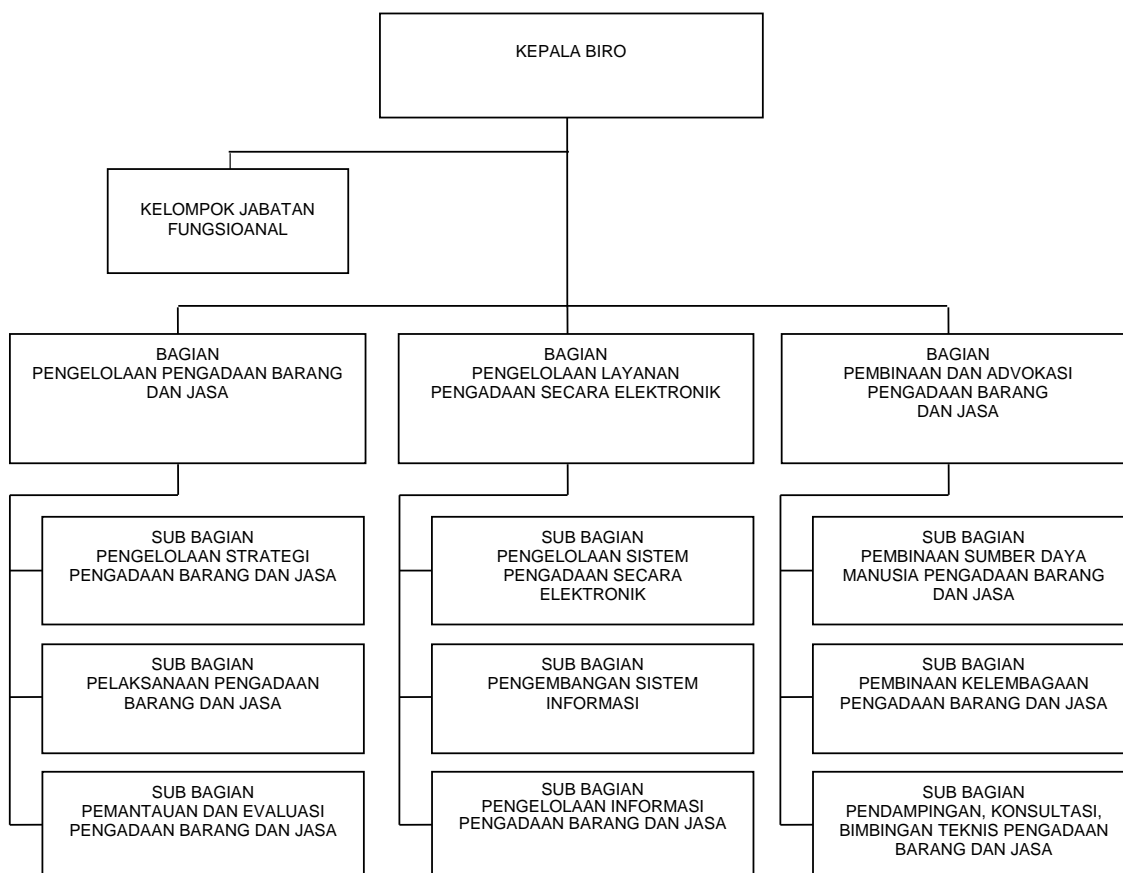 KEPALA BIRO
KELOMPOK JABATAN
FUNGSIOANAL
BAGIAN
PENGELOLAAN PENGADAAN BARANG
DAN JASA
BAGIAN
PENGELOLAAN LAYANAN
PENGADAAN SECARA ELEKTRONIK
BAGIAN
PEMBINAAN DAN ADVOKASI
PENGADAAN BARANG
DAN JASA
SUB BAGIAN
PENGELOLAAN STRATEGI
PENGADAAN BARANG DAN JASA
SUB BAGIAN
PENGELOLAAN SISTEM
PENGADAAN SECARA
ELEKTRONIK
SUB BAGIAN
PEMBINAAN SUMBER DAYA
MANUSIA PENGADAAN BARANG
DAN JASA
SUB BAGIAN
PELAKSANAAN PENGADAAN
BARANG DAN JASA
SUB BAGIAN
PENGEMBANGAN SISTEM
INFORMASI
SUB BAGIAN
PEMBINAAN KELEMBAGAAN
PENGADAAN BARANG DAN JASA
SUB BAGIAN
PEMANTAUAN DAN EVALUASI
PENGADAAN BARANG DAN JASA
SUB BAGIAN
PENGELOLAAN INFORMASI
PENGADAAN BARANG DAN JASA
SUB BAGIAN
PENDAMPINGAN, KONSULTASI,
BIMBINGAN TEKNIS PENGADAAN
BARANG DAN JASA